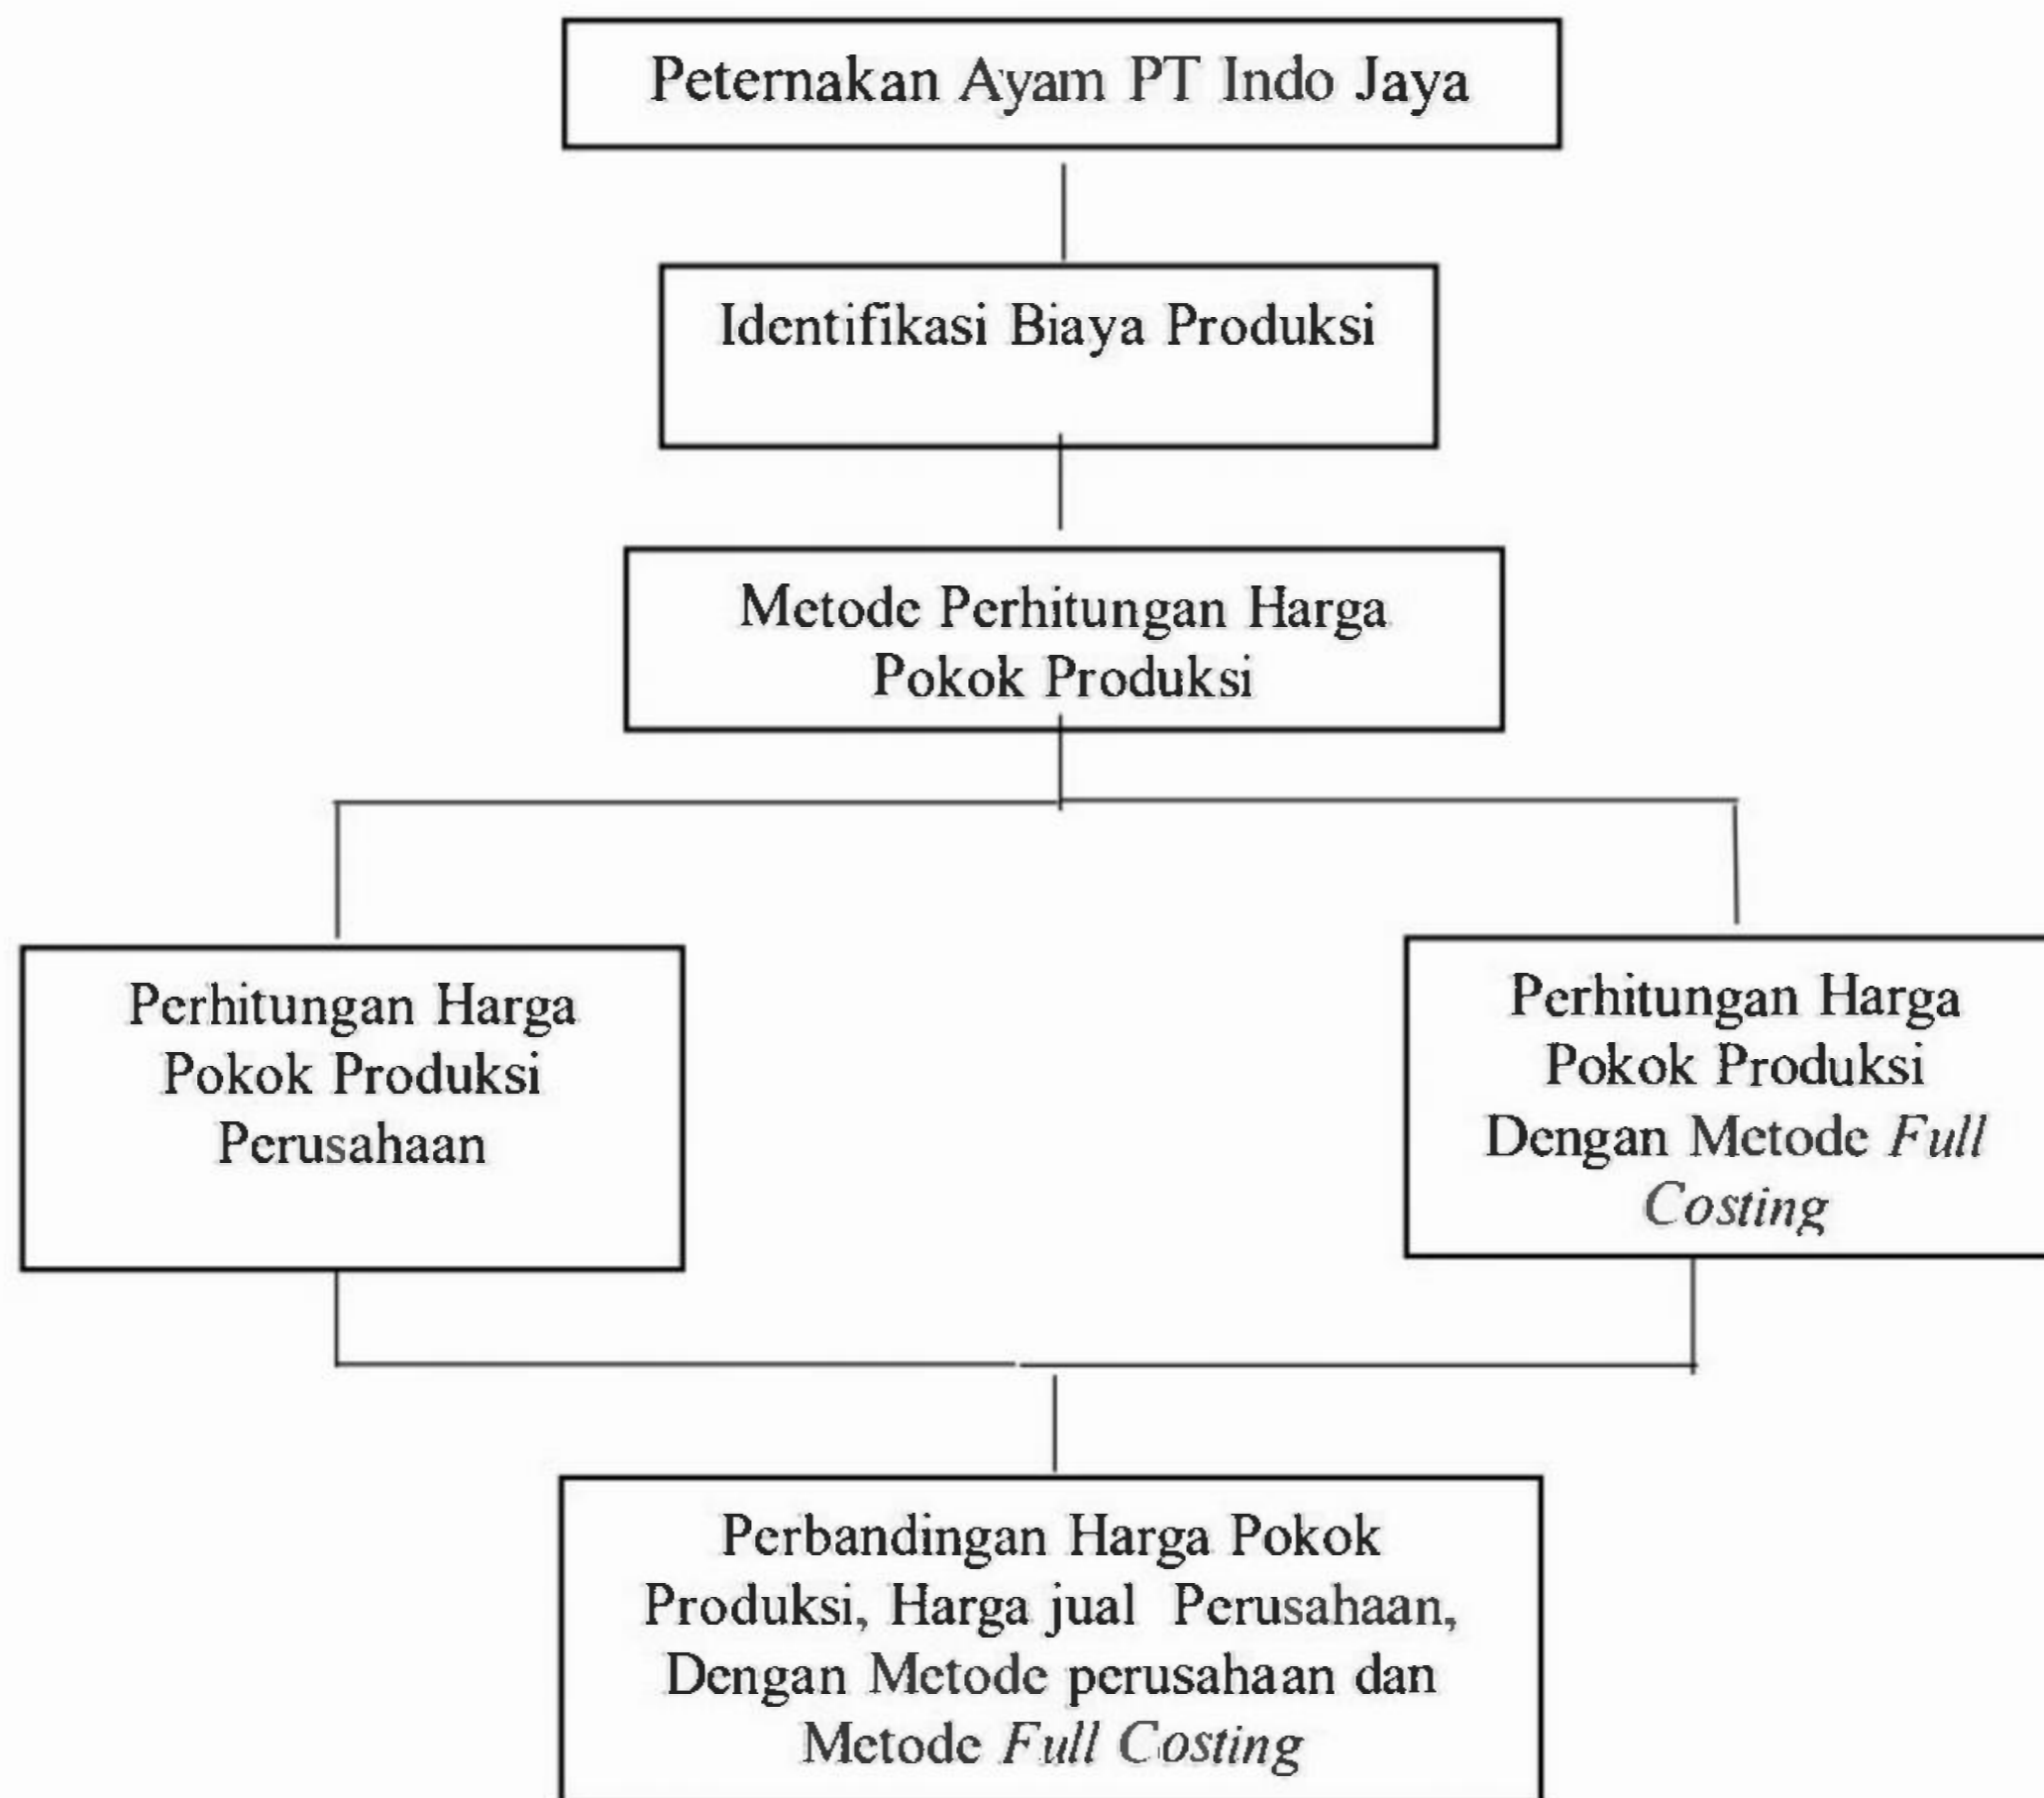 Peternakan Ayam PT Indo Jaya
Identifikasi Biaya Produksi
Metode Perhitungan Harga
Pokok Produksi
Perhitungan Harga
Pokok Produksi
Perusahaan
Perhitungan Harga
Pokok Produksi
Dengan Metode Full
Costing
Perbandingan Harga Pokok
Produksi, Harga jual Perusahaan,
Dengan Metode perusahaan dan
Metode Full Costing